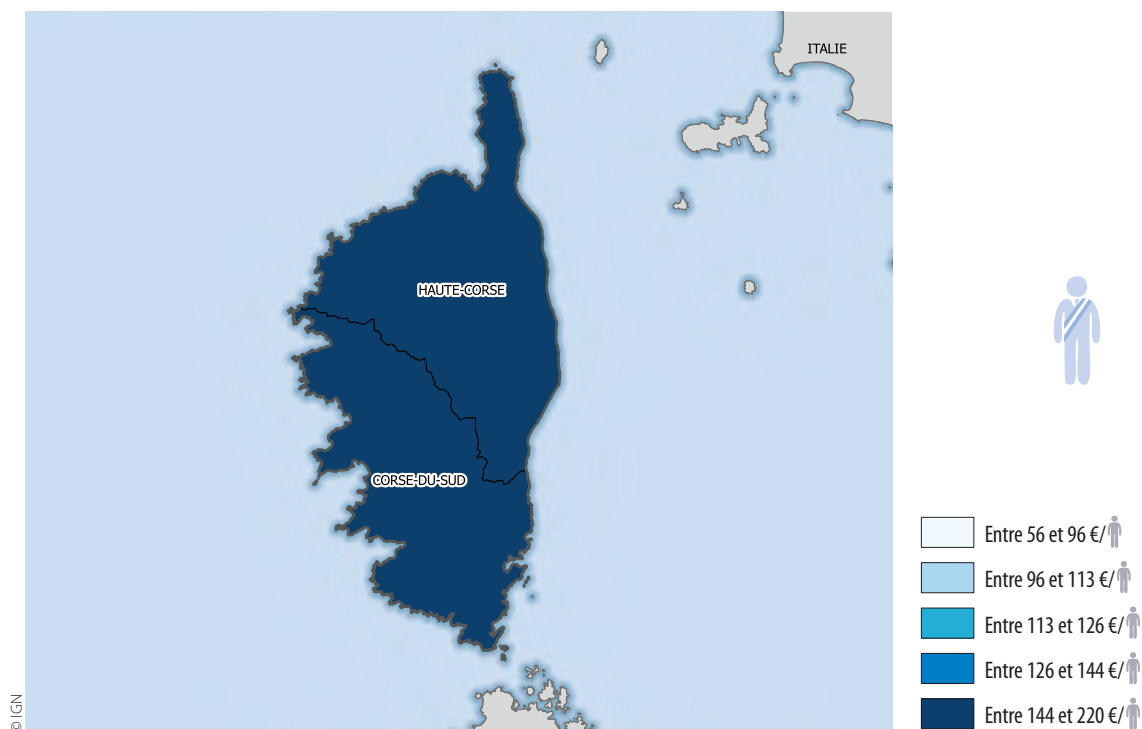 ITALIE
HAUTE-CORSE
CORSE-DU-SUD
Entre 56 et 96 €/
Entre 96 et 113 €/
Entre 113 et 126 €/
Entre 126 et 144 €/
Entre 144 et 220 €/
© IGN